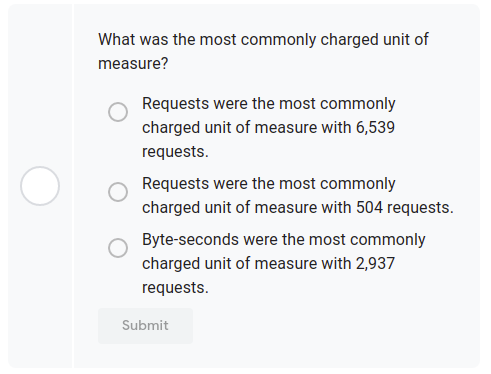 What was the most commonly charged unit of
measure?
Requests were the most commonly
charged unit of measure with 6,539
requests.
Requests were the most commonly
charged unit of measure with 504 requests.
Byte-seconds were the most commonly
charged unit of measure with 2,937
requests.
Submit